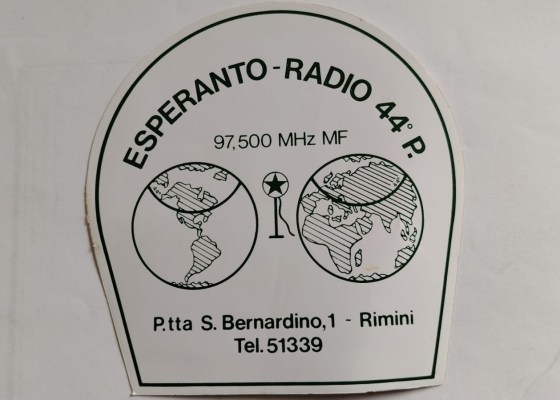 ESPERANTO-RADIO 44° P.
97,500 MHz MF
P.tta S. Bernardino, 1 - Rimini
Tel. 51339